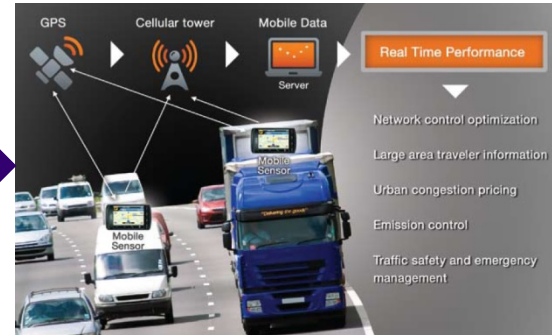 GPS
Cellular tower
Mobile Data
Server
Real Time Performance
Network control optimization
Large area traveler information
Urban congestion pricing
Emission control
Traffic safety and emergency
management
Mobile
Sensor
Mobile
Sensor